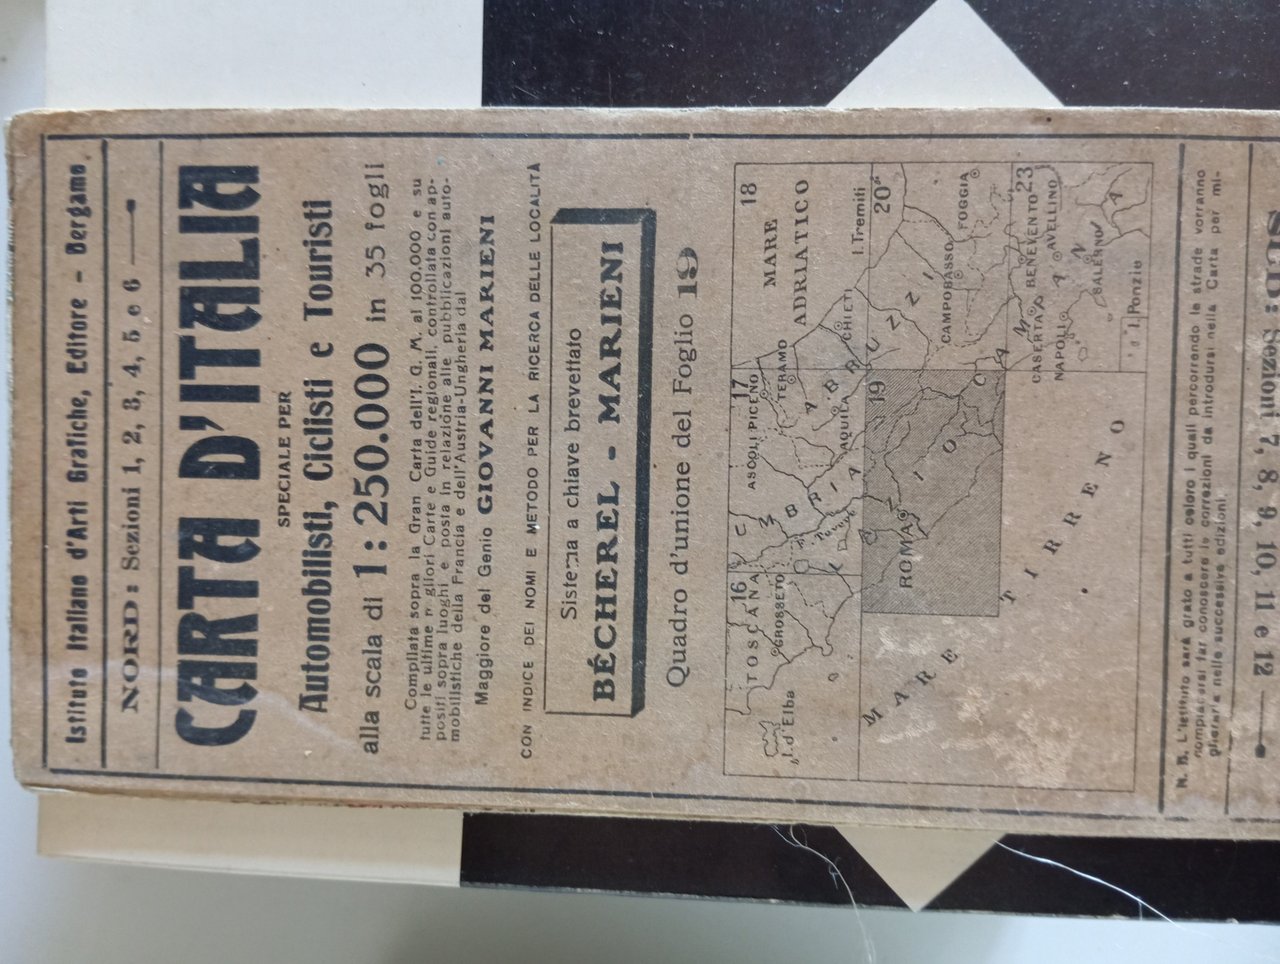 Istituto Italiano d'Arti Grafiche, Editore - Bergamo
NORD: Sezioni 1, 2, 3, 4, 5 e 6
CARTA D'ITALIA
SPECIALE PER
Automobilisti, Ciclisti e Touristi
alla scala di 1:250.000 in 35 fogli
Compilata sopra la Gran Carta dell'I. G. M. al 100.000 e su
tutte le ultime migliori Carte e Guide regionali, controllata con ap-
positi sopra luoghi e posta in relazione alle pubblicazioni auto-
mobilistiche della Francia e dell'Austria-Ungheria dal
Maggiore del Genio GIOVANNI MARIENI
CON INDICE DEI NOMI E METODO PER LA RICERCA DELLE LOCALITÀ
Sistema a chiave brevettato
BÉCHEREL - MARIENI
Quadro d'unione del Foglio 19
16
17
18
TOSCANA
GROSSETO
I. d'Elba
UMBRIA
ASCOLI PICENO
TERAMO
MARE
ADRIATICO
I. Tremiti
CHIETI
AQUILA
ABRUZZI
F. Tevere
19
20ª
ROMA
LAZIO
CAMPOBASSO
FOGGIA
23
CAMPANIA
BENEVENTO
CASERTA
AVELLINO
NAPOLI
SALERNO
I. Ponzie
MARE TIRRENO
N. B. L'Istituto sarà grato a tutti coloro i quali percorrendo le strade vorranno
compiacersi far conoscere le correzioni da introdursi nella Carta per mi-
gliorarla nelle successive edizioni.
SUD: Sezioni 7, 8, 9, 10, 11 e 12